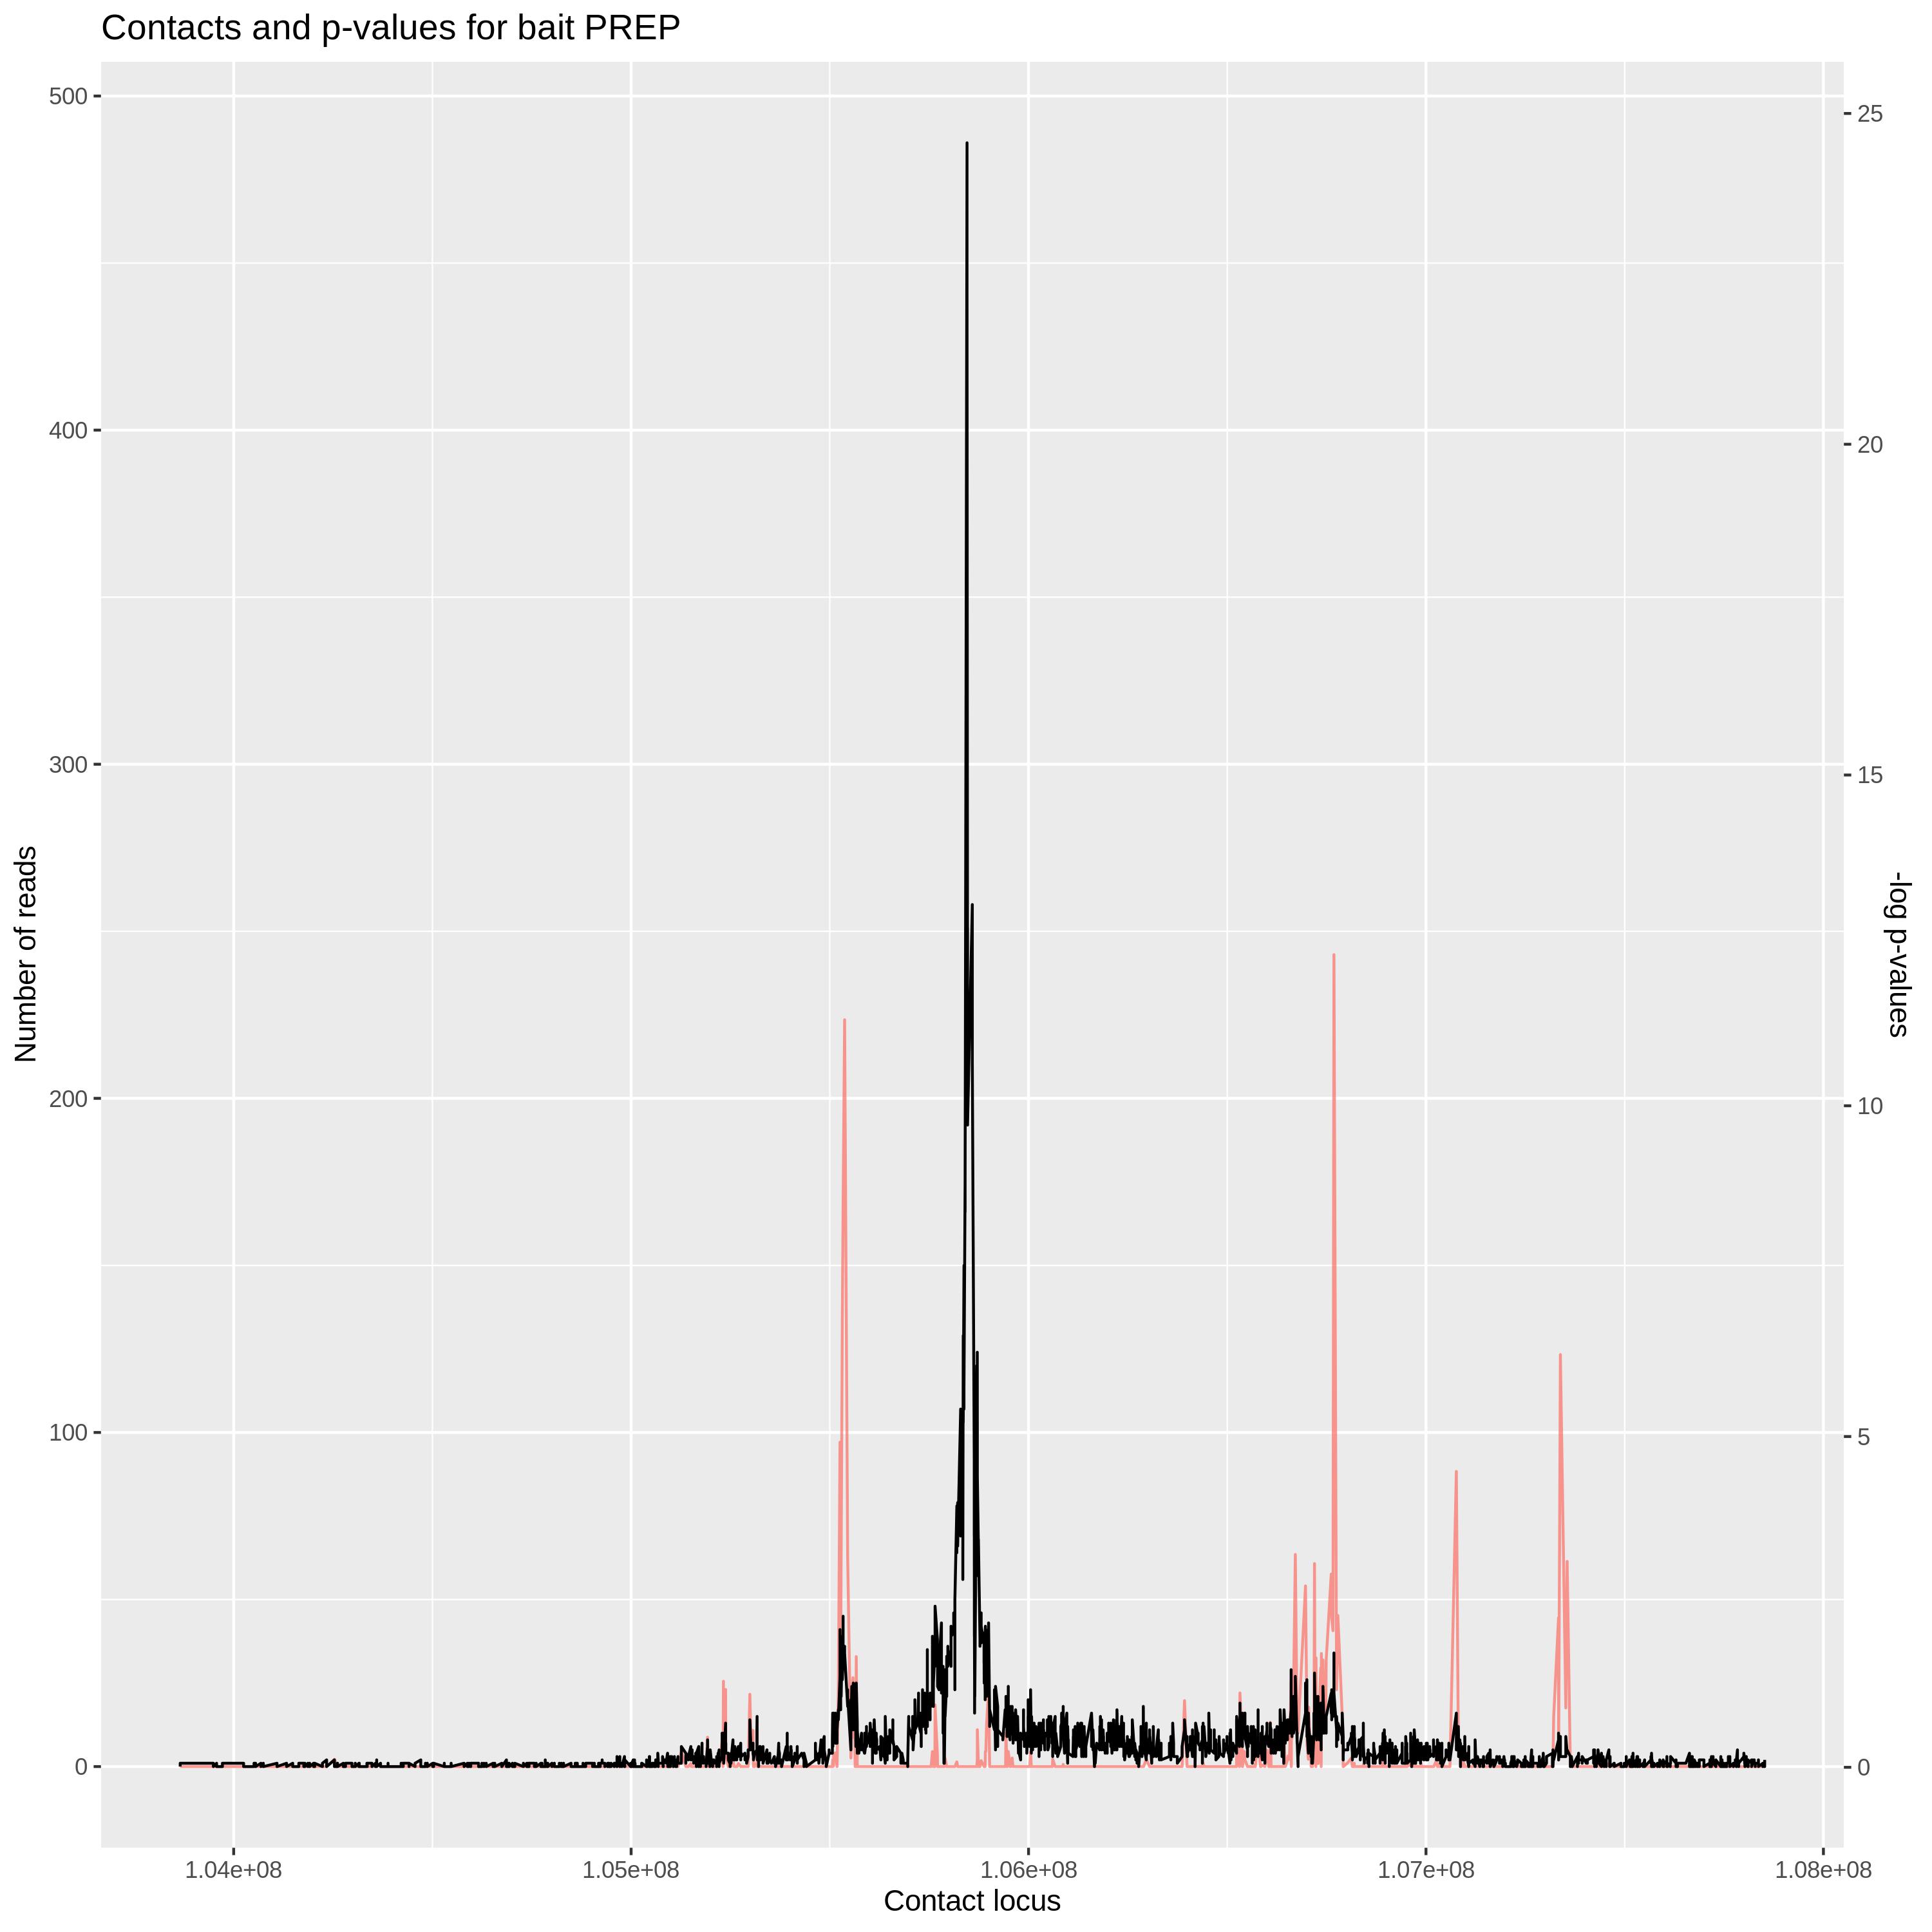 Contacts and p-values for bait PREP
500
400
300
200
100
0
Number of reads
25
20
15
10
5
0
-log p-values
1.04e+08
1.05e+08
1.06e+08
1.07e+08
1.08e+08
Contact locus